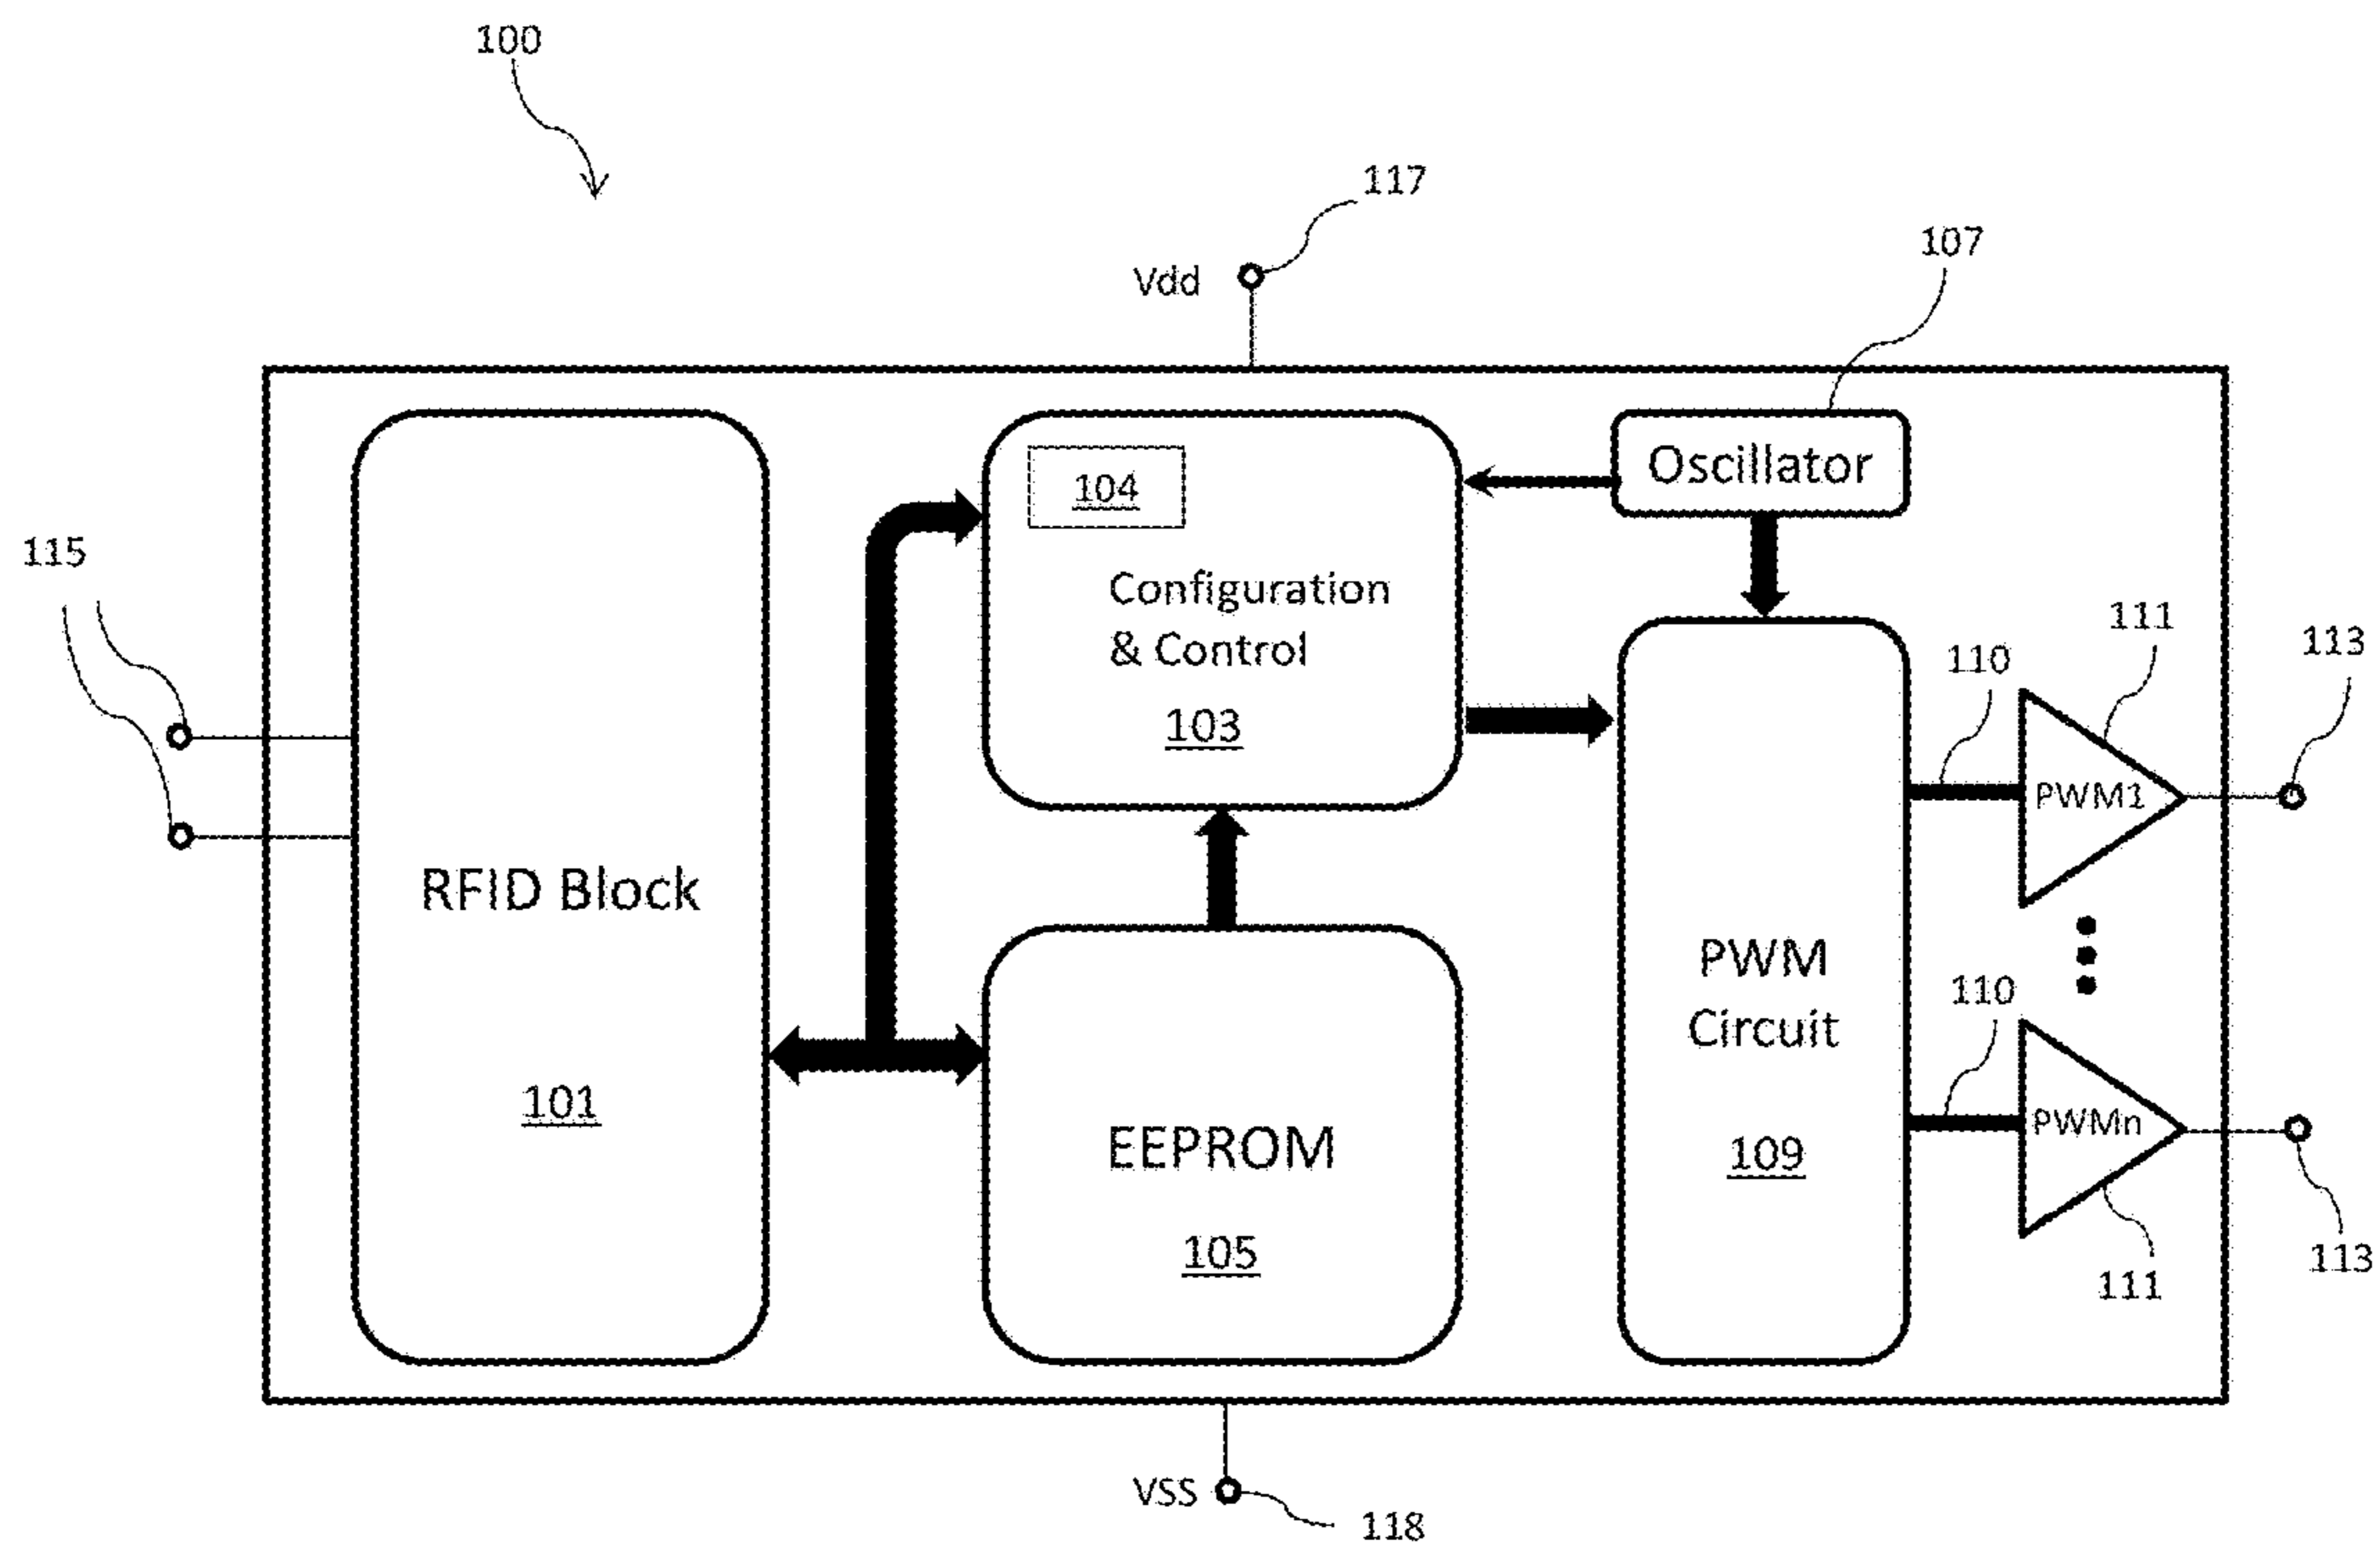 100
117
Vdd
107
Oscillator
104
Configuration
& Control
103
115
111
113
110
PWM1
RFID Block
101
PWM
Circuit
109
110
PWMn
EEPROM
105
111
113
VSS
118